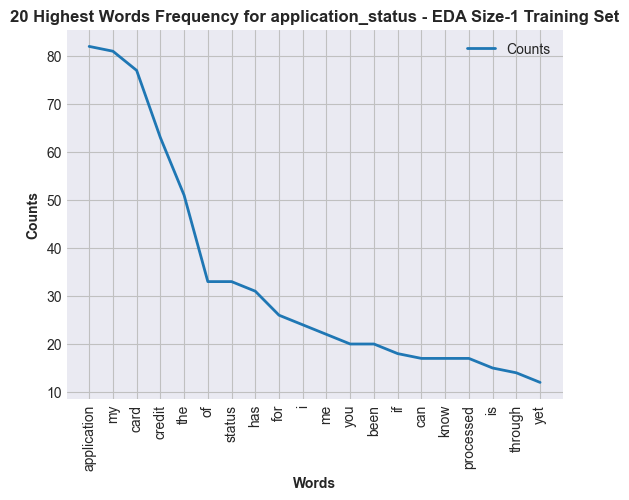 20 Highest Words Frequency for application_status - EDA Size-1 Training Set
Counts
80
70
60
50
40
30
20
10
Counts
application
my
card
credit
the
of
status
has
for
i
me
you
been
if
can
know
processed
is
through
yet
Words